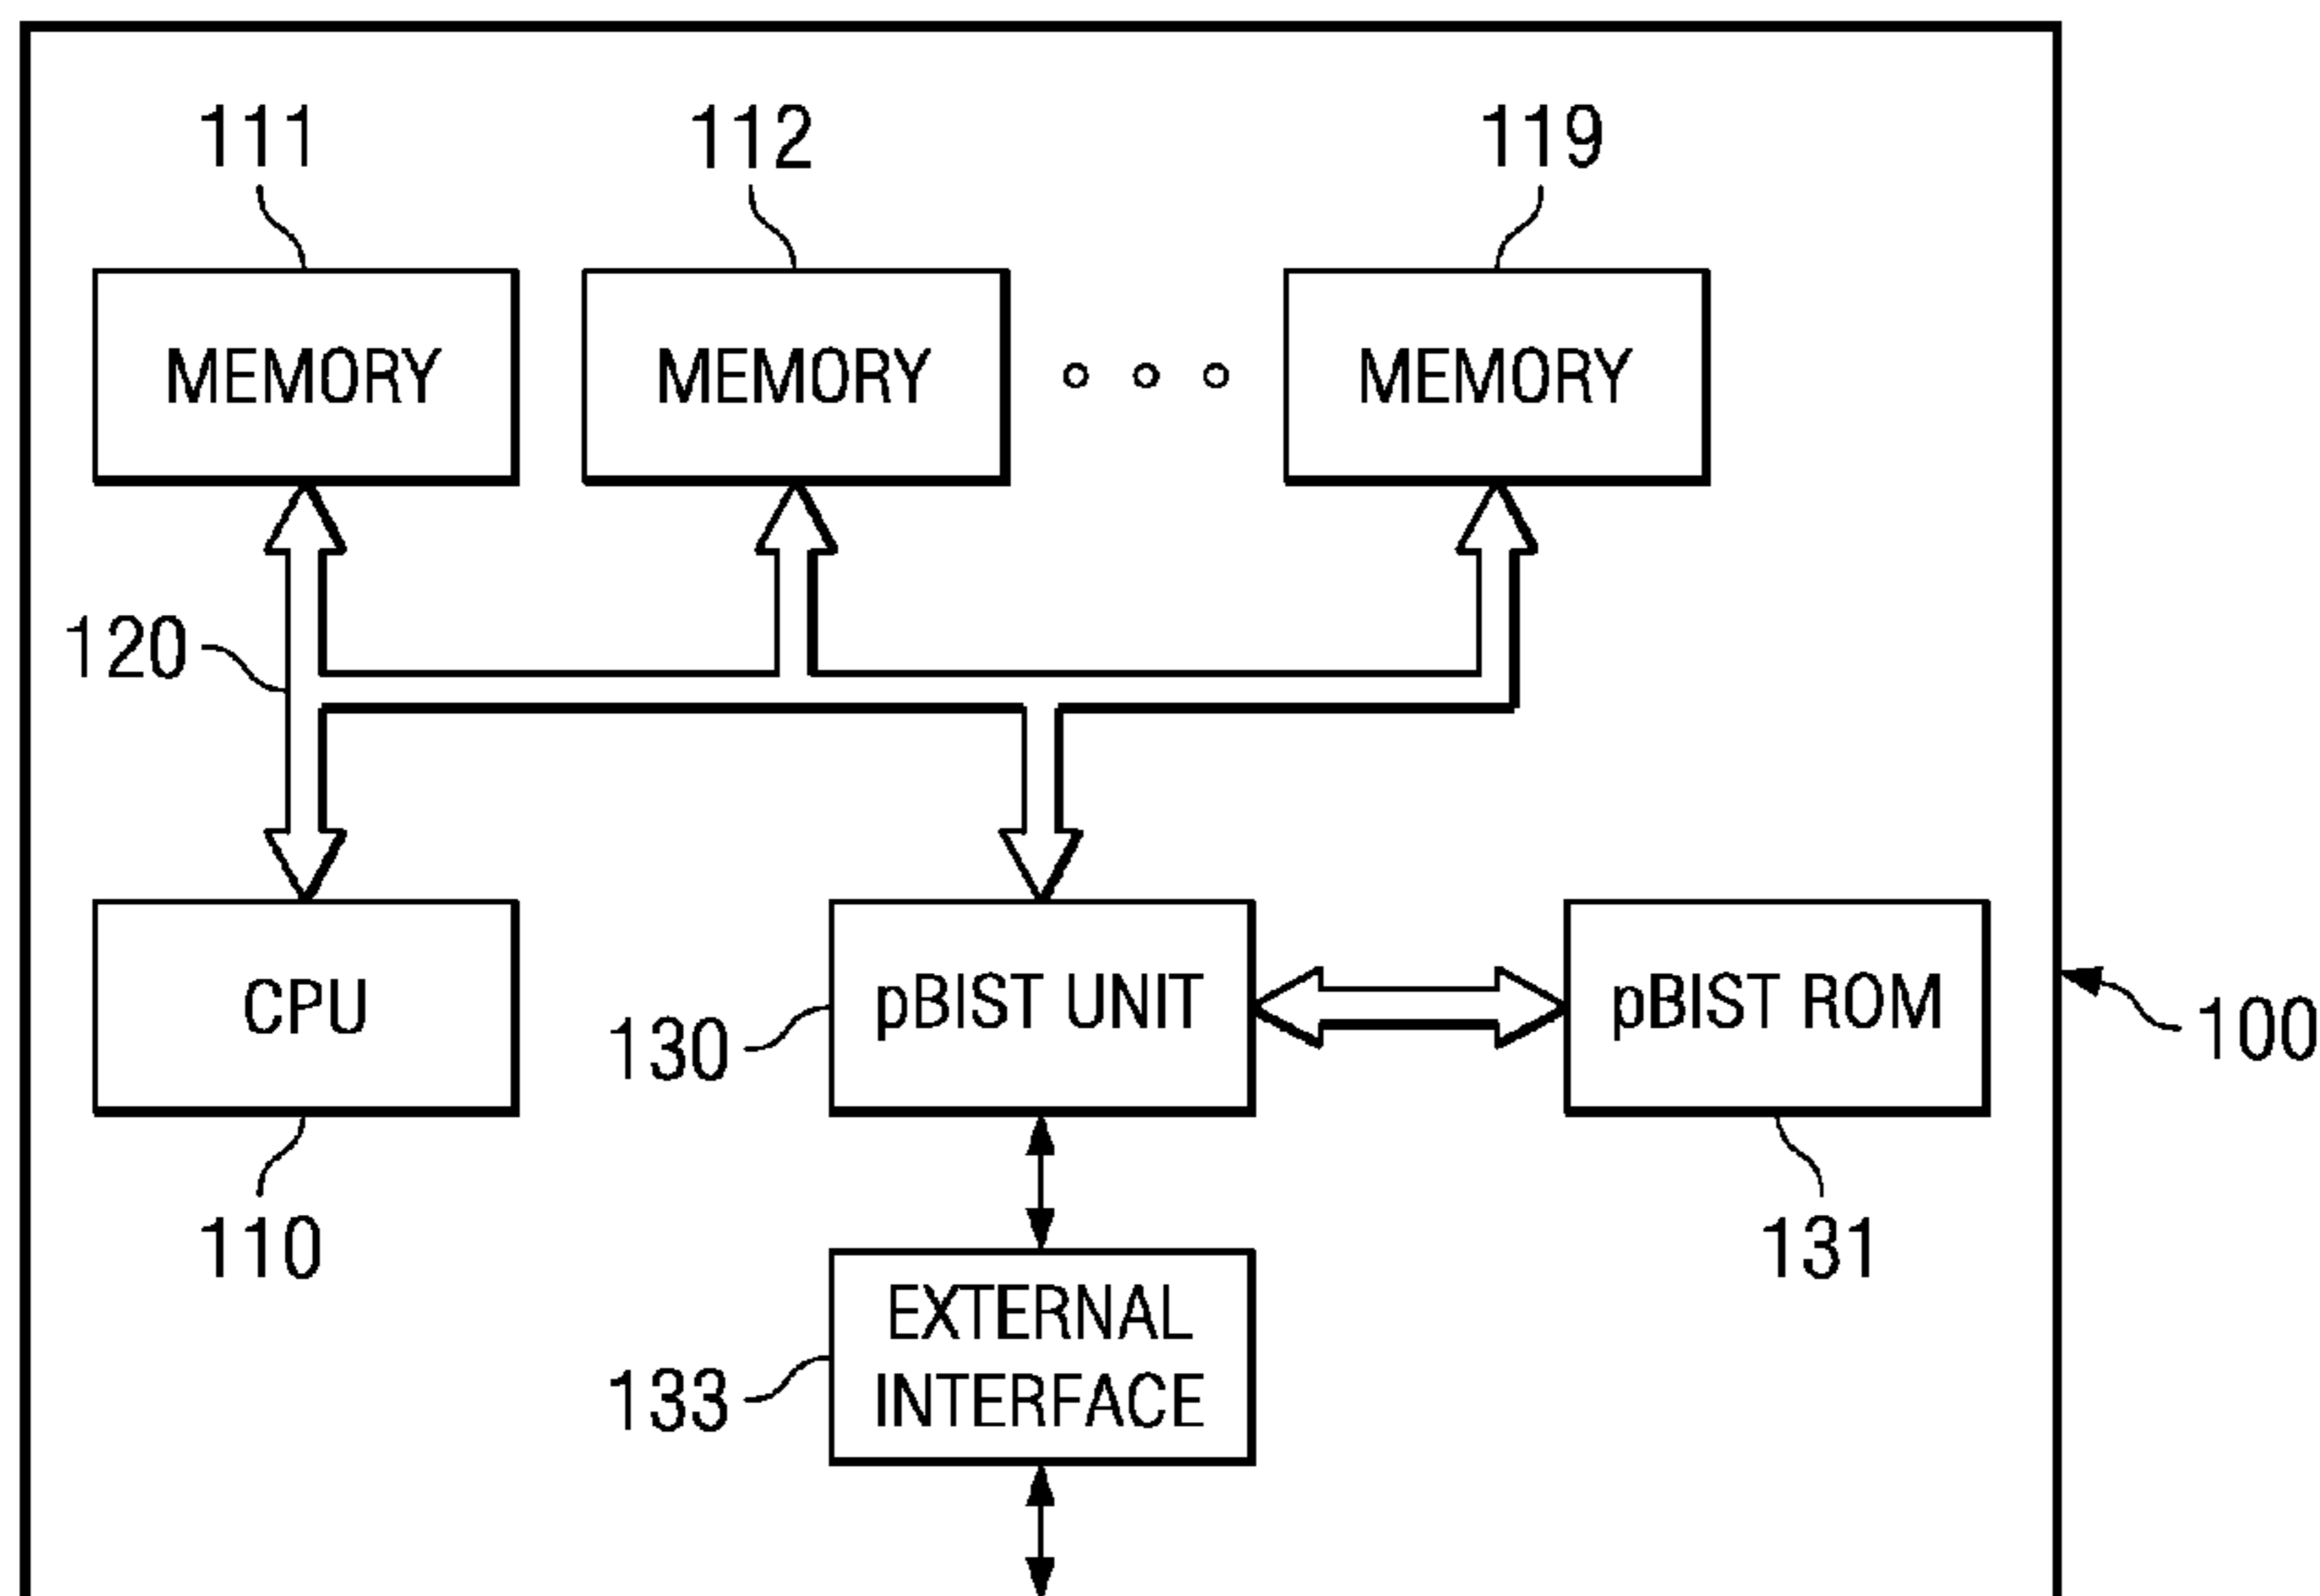 111
112
119
MEMORY
MEMORY
MEMORY
120
CPU
pBIST UNIT
pBIST ROM
130
100
110
131
EXTERNAL
INTERFACE
133